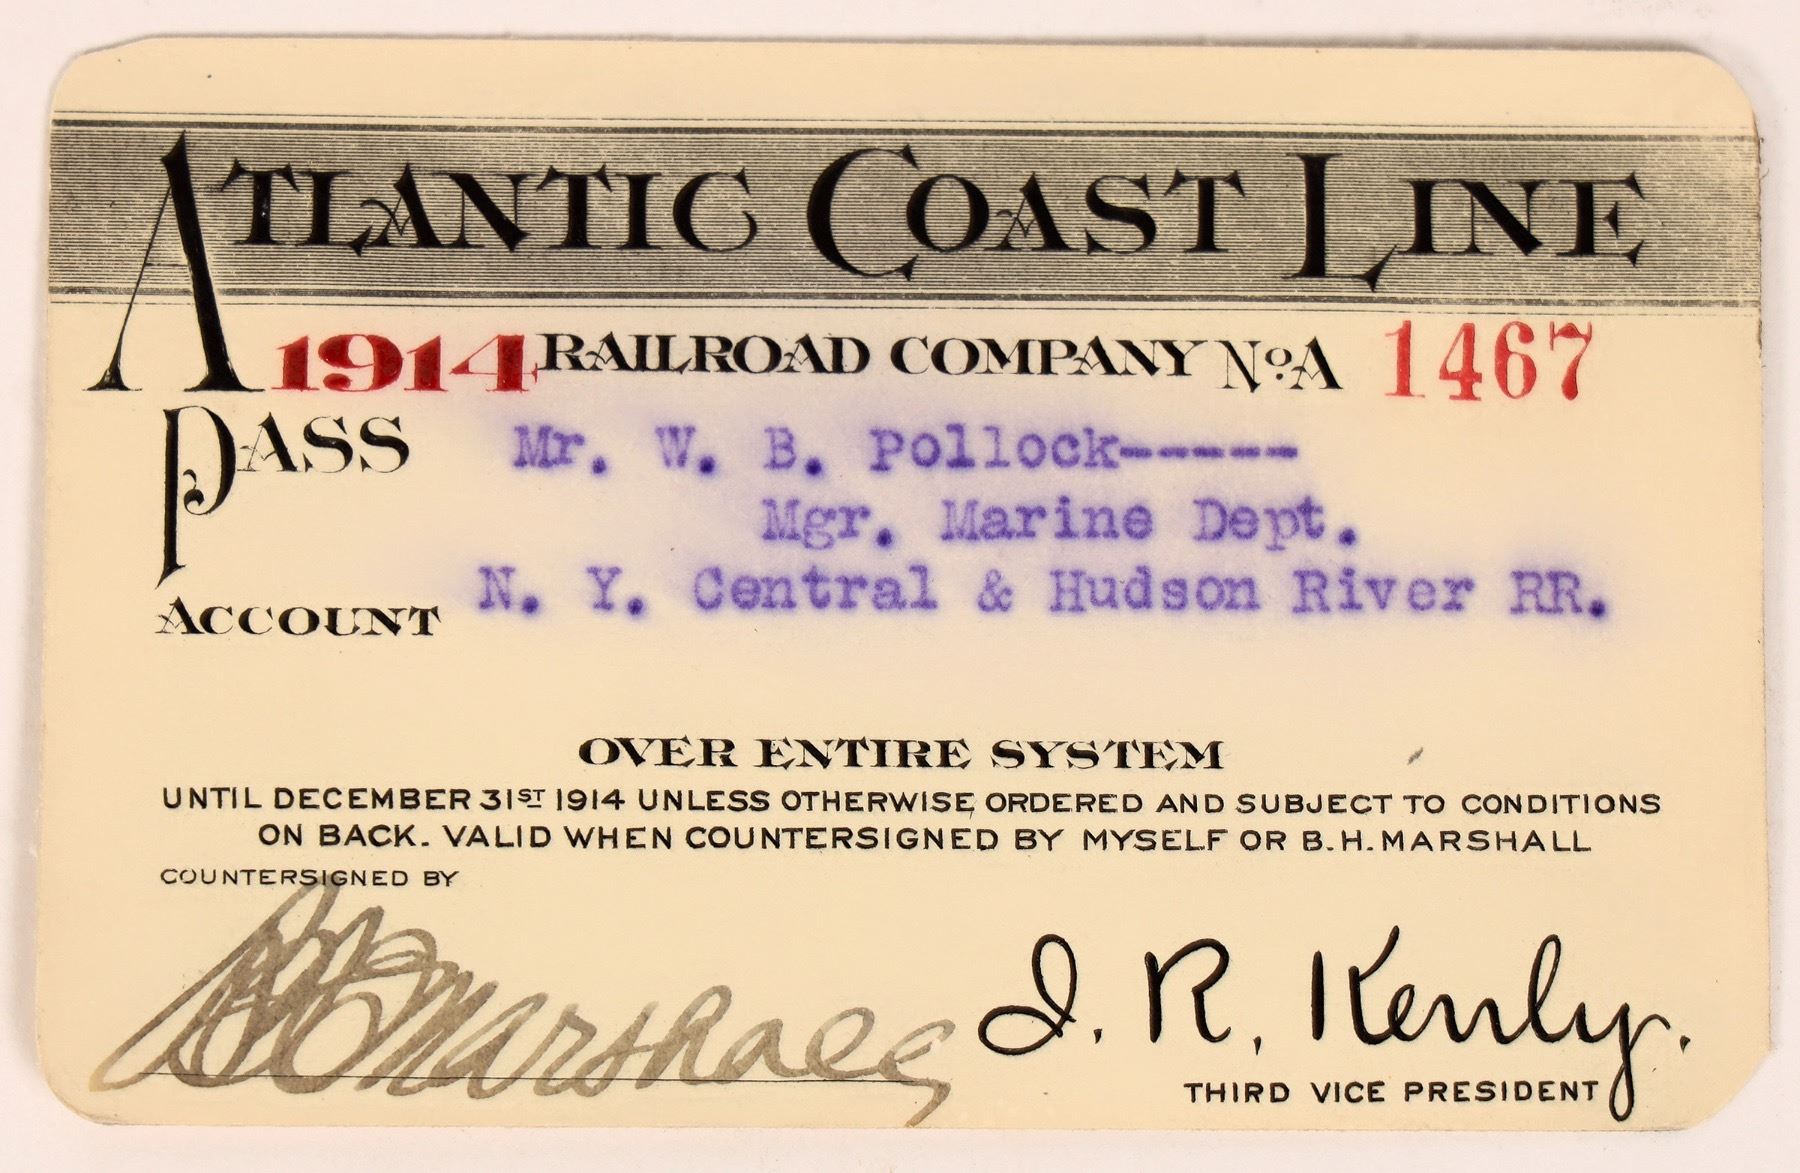 ATLANTIC COAST LINE
1914 RAILROAD COMPANY No. A 1467
PASS Mr. W. B. Pollock------
Mgr. Marine Dept.
ACCOUNT N. Y. Central & Hudson River RR.
OVER ENTIRE SYSTEM
UNTIL DECEMBER 31ST 1914 UNLESS OTHERWISE ORDERED AND SUBJECT TO CONDITIONS
ON BACK. VALID WHEN COUNTERSIGNED BY MYSELF OR B.H. MARSHALL
COUNTERSIGNED BY
B H Marshall
J. R. Kenly.
THIRD VICE PRESIDENT